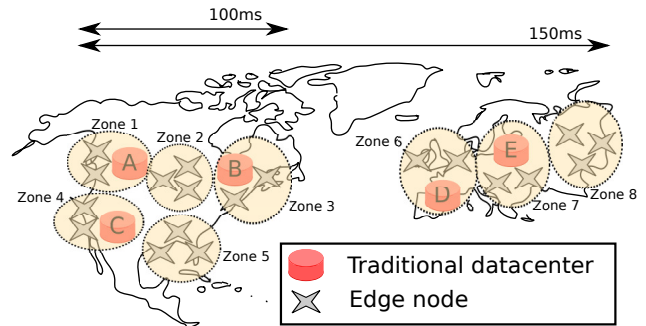 100ms
150ms
Zone 1
Zone 2
Zone 6
A
B
E
Zone 4
C
D
Zone 3
Zone 7
Zone 8
Zone 5
Traditional datacenter
Edge node